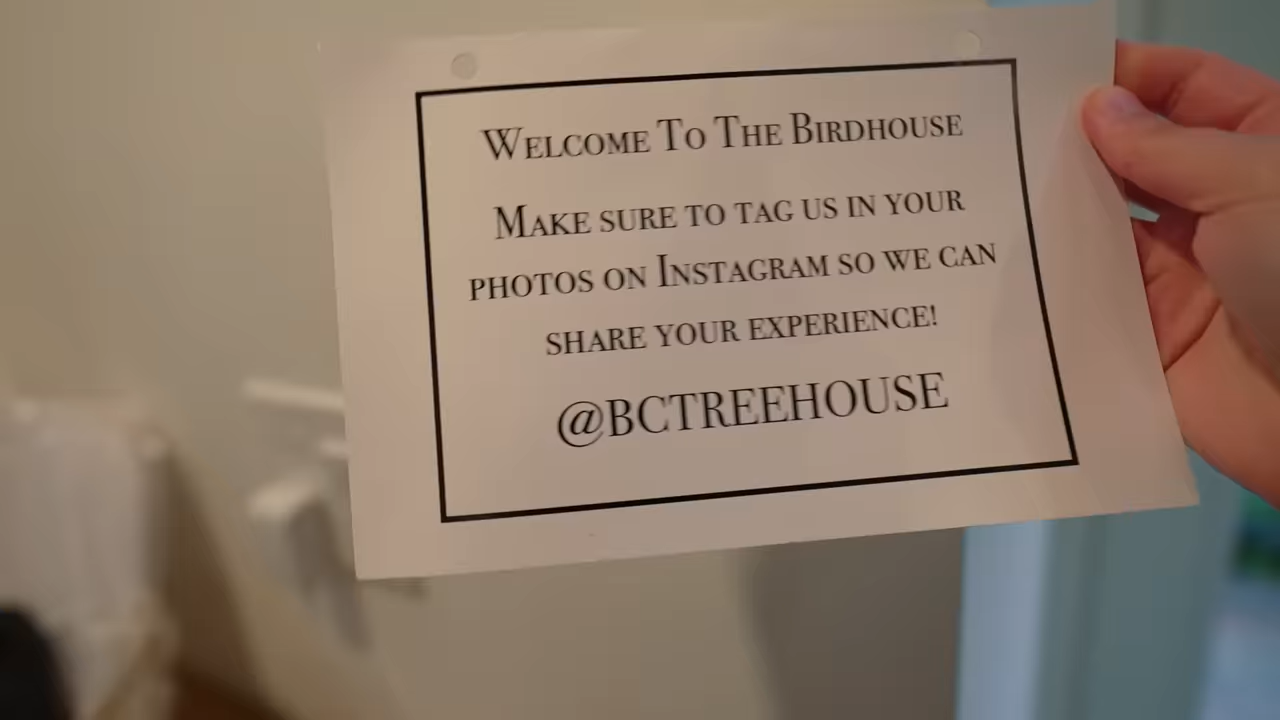 Welcome To The Birdhouse
Make sure to tag us in your
photos on Instagram so we can
share your experience!
@BCTREEHOUSE